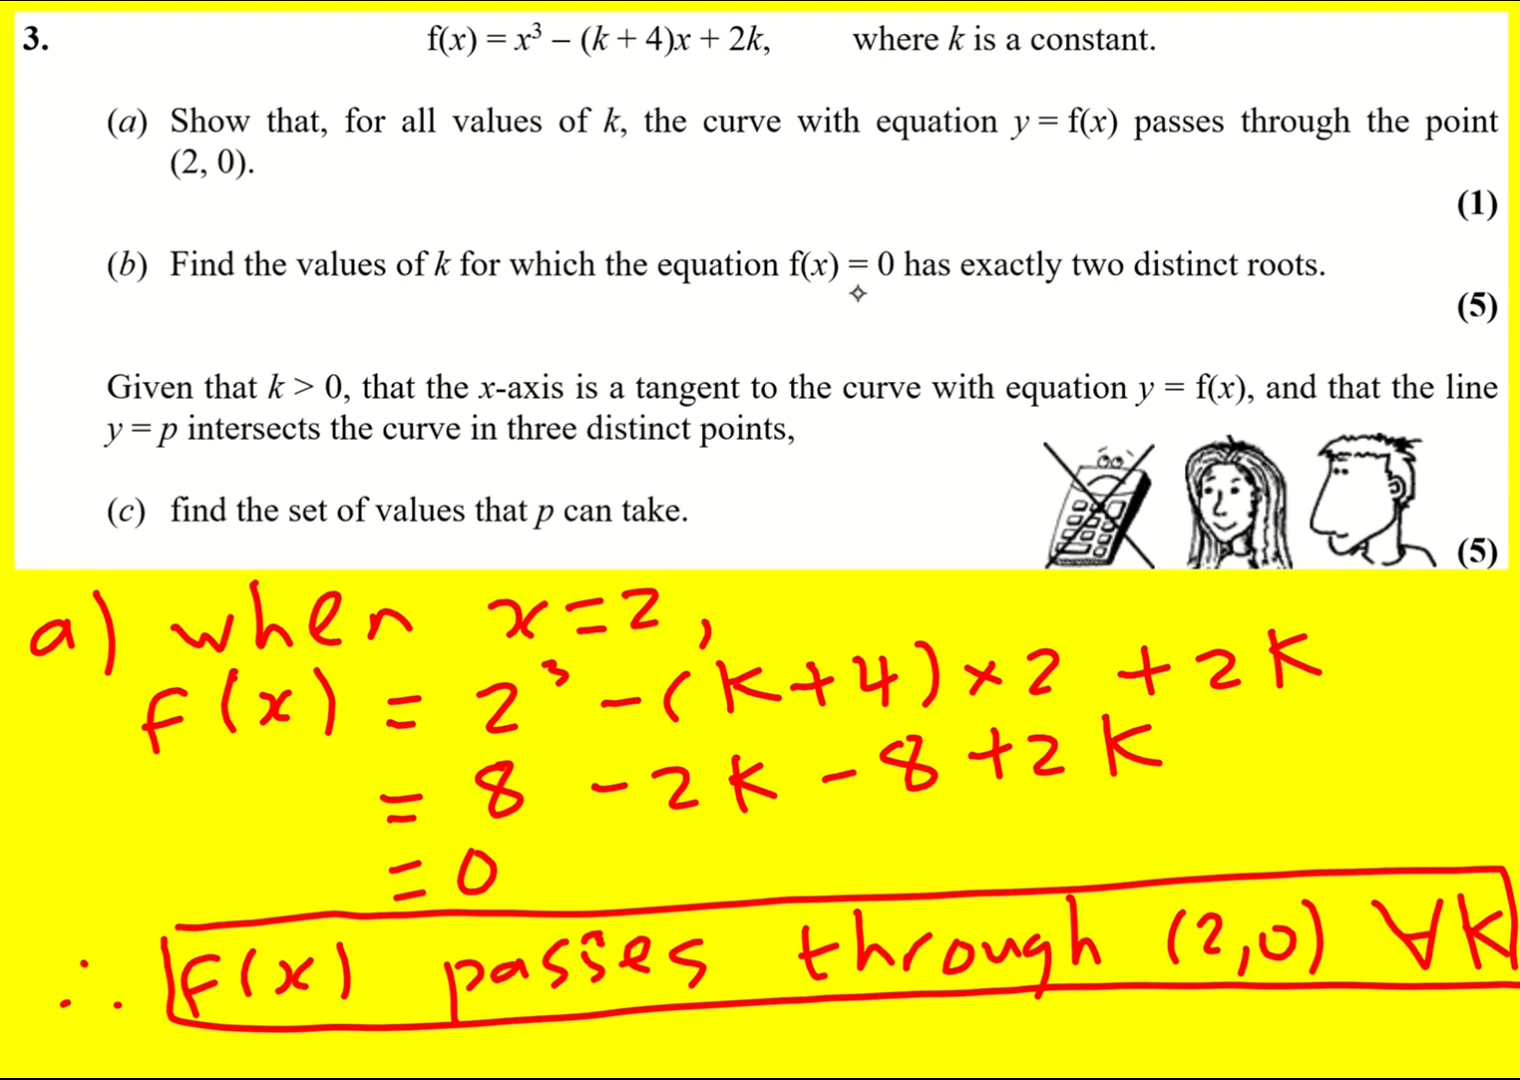 3. f(x) = x³ – (k + 4)x + 2k, where k is a constant.
(a) Show that, for all values of k, the curve with equation y = f(x) passes through the point
(2, 0).
(1)
(b) Find the values of k for which the equation f(x) = 0 has exactly two distinct roots.
(5)
Given that k > 0, that the x-axis is a tangent to the curve with equation y = f(x), and that the line
y = p intersects the curve in three distinct points,
(c) find the set of values that p can take.
(5)
a) when x=2,
f(x) = 2³ -(k+4)×2 +2k
= 8 -2k -8+2k
=0
∴ f(x) passes through (2,0) ∀k